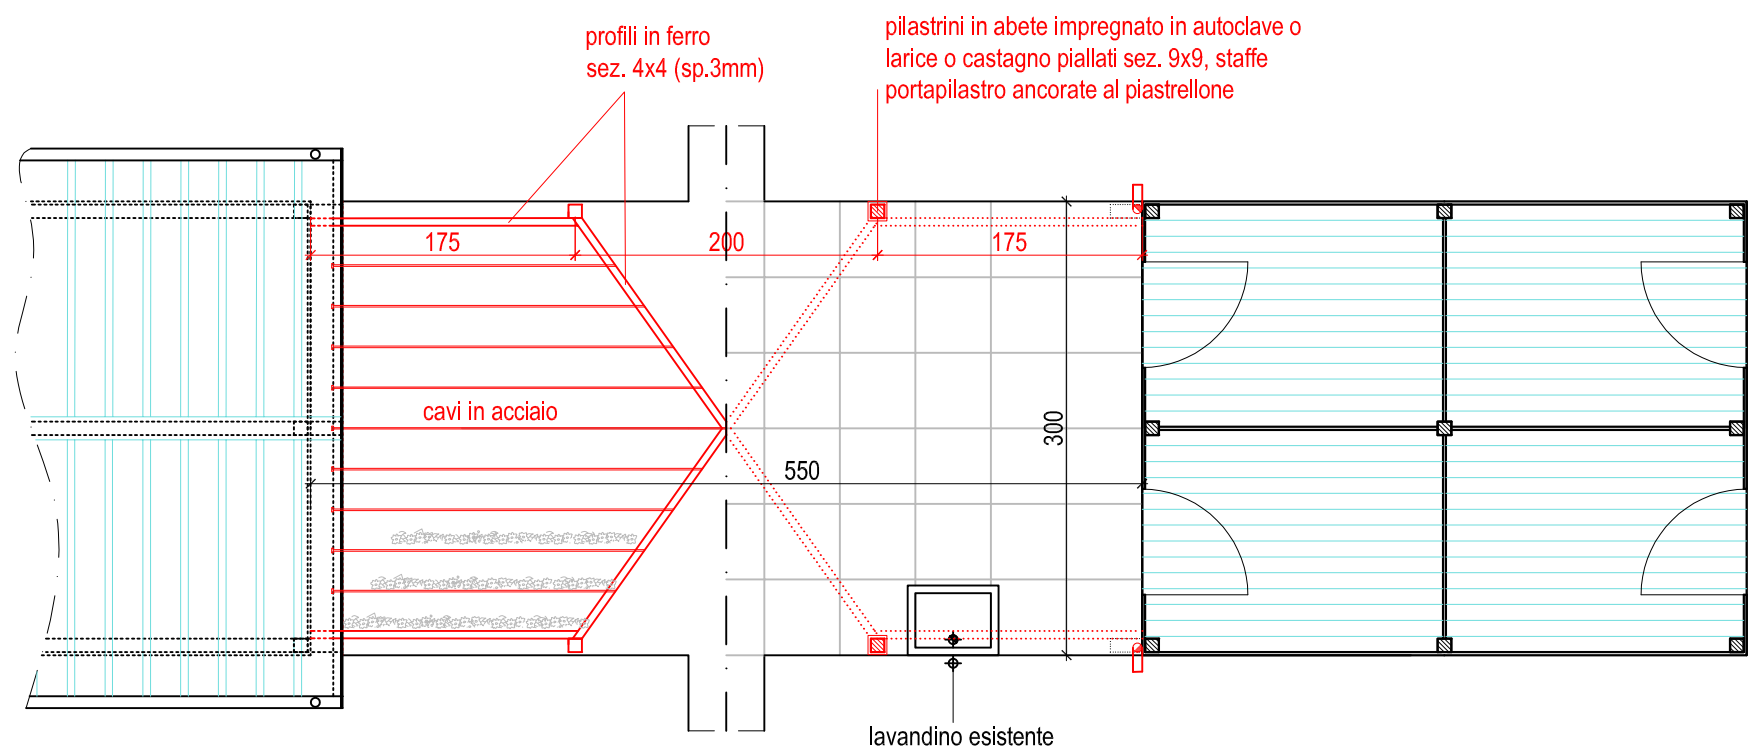 profili in ferro
sez. 4x4 (sp.3mm)
pilastrini in abete impregnato in autoclave o
larice o castagno piallati sez. 9x9, staffe
portapilastro ancorate al piastrellone
175
200
175
cavi in acciaio
300
550
lavandino esistente